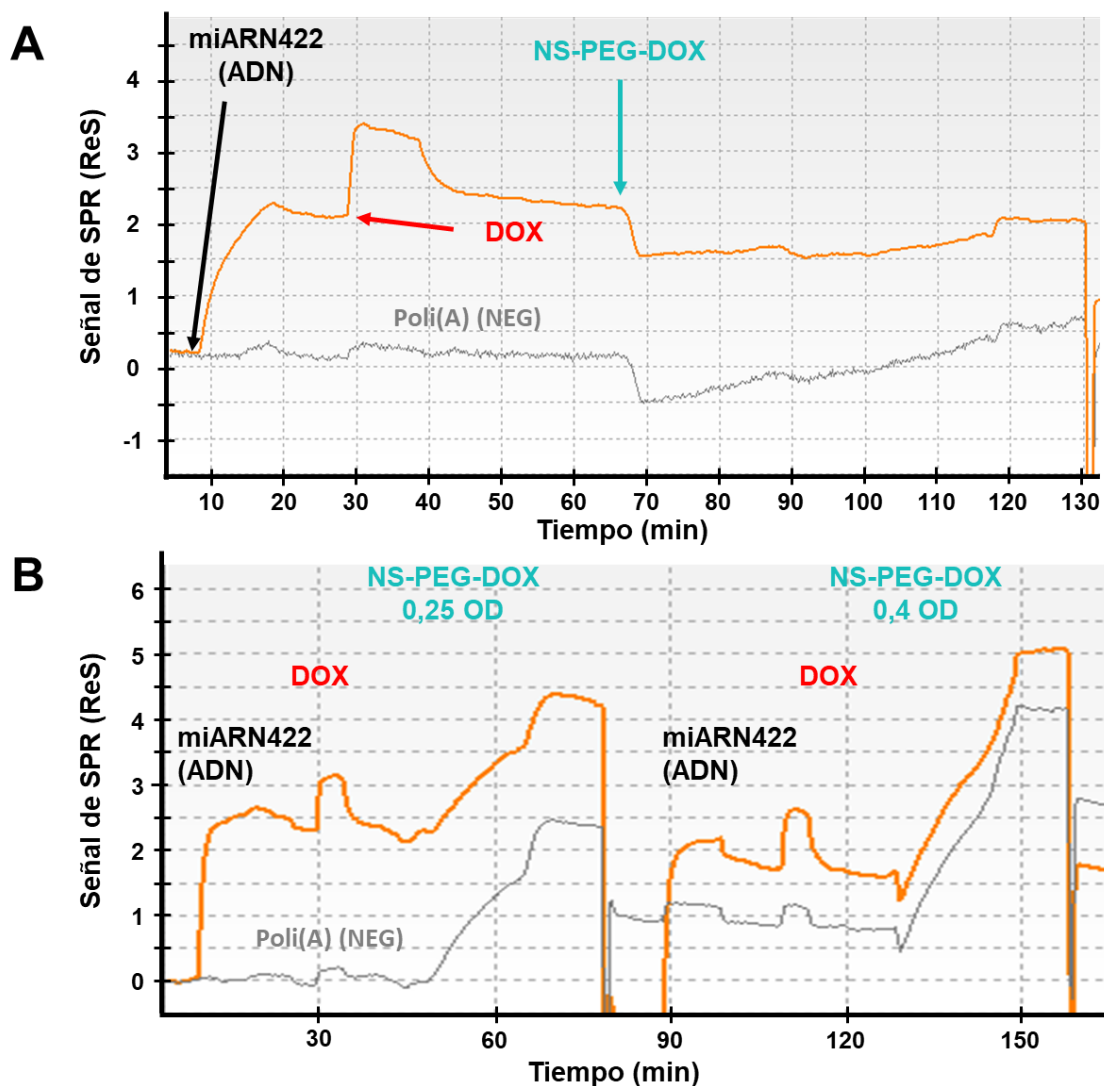 A
miARN422
(ADN)
NS-PEG-DOX
DOX
Poli(A) (NEG)
Señal de SPR (ReS)
4
3
2
1
0
-1
10 20 30 40 50 60 70 80 90 100 110 120 130
Tiempo (min)
B
NS-PEG-DOX
0,25 OD
NS-PEG-DOX
0,4 OD
DOX
DOX
miARN422
(ADN)
miARN422
(ADN)
Poli(A) (NEG)
Señal de SPR (ReS)
6
5
4
3
2
1
0
30 60 90 120 150
Tiempo (min)